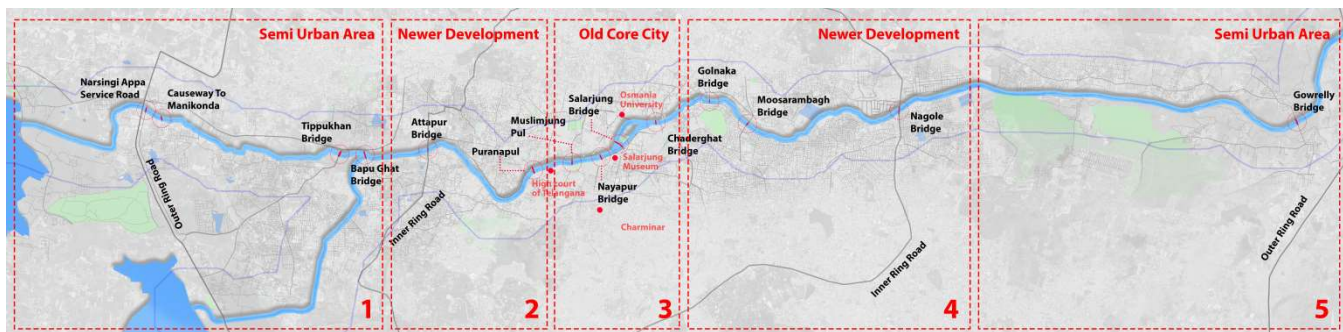 Semi Urban Area
Newer Development
Old Core City
Newer Development
Semi Urban Area
Narsingi Appa
Service Road
Causeway To
Manikonda
Tippukhan
Bridge
Bapu Ghat
Bridge
Outer Ring Road
1
Attapur
Bridge
Puranapul
Muslimjung
Pul
Inner Ring Road
2
High court
of Telangana
Salarjung
Bridge
Osmania
University
Salarjung
Museum
Nayapur
Bridge
Charminar
3
Chaderghat
Bridge
Golnaka
Bridge
Moosarambagh
Bridge
Nagole
Bridge
Inner Ring Road
4
Gowrelly
Bridge
Outer Ring Road
5